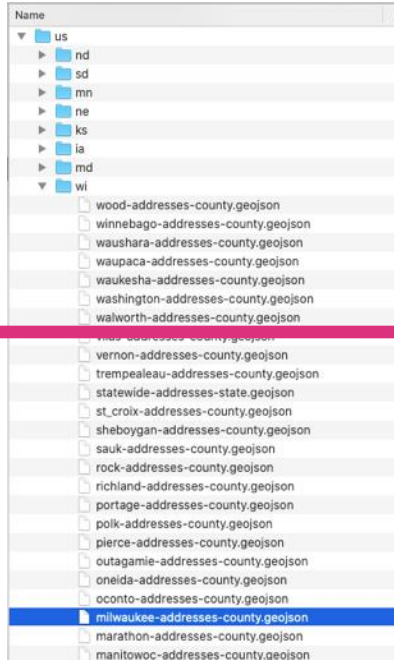 Name
us
nd
sd
mn
ne
ks
ia
md
wi
wood-addresses-county.geojson
winnebago-addresses-county.geojson
waushara-addresses-county.geojson
waupaca-addresses-county.geojson
waukesha-addresses-county.geojson
washington-addresses-county.geojson
walworth-addresses-county.geojson
vernon-addresses-county.geojson
trempealeau-addresses-county.geojson
statewide-addresses-state.geojson
st_croix-addresses-county.geojson
sheboygan-addresses-county.geojson
sauk-addresses-county.geojson
rock-addresses-county.geojson
richland-addresses-county.geojson
portage-addresses-county.geojson
polk-addresses-county.geojson
pierce-addresses-county.geojson
outagamie-addresses-county.geojson
oneida-addresses-county.geojson
oconto-addresses-county.geojson
milwaukee-addresses-county.geojson
marathon-addresses-county.geojson
manitowoc-addresses-county.geojson